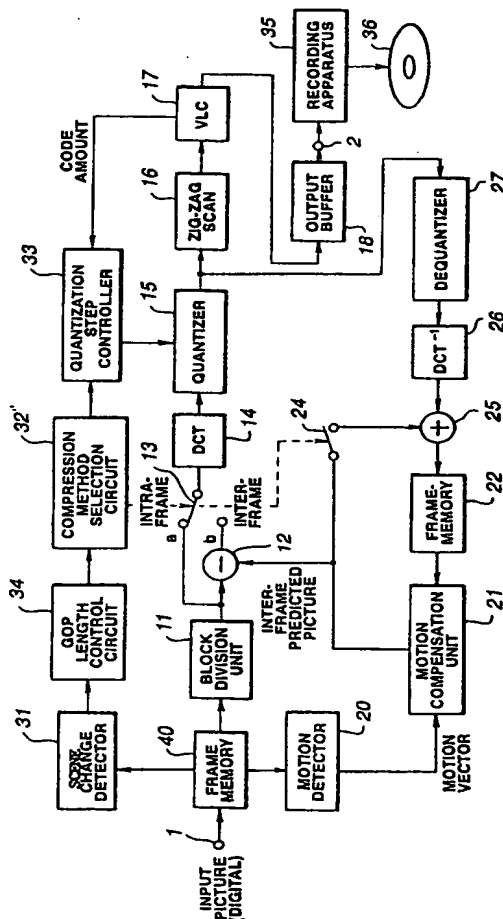 INPUT
PICTURE
(DIGITAL)
1
FRAME
MEMORY
40
SCENE
CHANGE
DETECTOR
31
GOP
LENGTH
CONTROL
CIRCUIT
34
COMPRESSION
METHOD
SELECTION
CIRCUIT
32"
QUANTIZATION
STEP
CONTROLLER
33
CODE
AMOUNT
BLOCK
DIVISION
UNIT
11
12
−
a
b
13
INTRA-
FRAME
INTER-
FRAME
DCT
14
QUANTIZER
15
ZIG-ZAG
SCAN
16
VLC
17
OUTPUT
BUFFER
18
2
RECORDING
APPARATUS
35
36
INTER-
FRAME
PREDICTED
PICTURE
MOTION
DETECTOR
20
MOTION
VECTOR
MOTION
COMPENSATION
UNIT
21
FRAME-
MEMORY
22
24
+
25
DCT -1
26
DEQUANTIZER
27